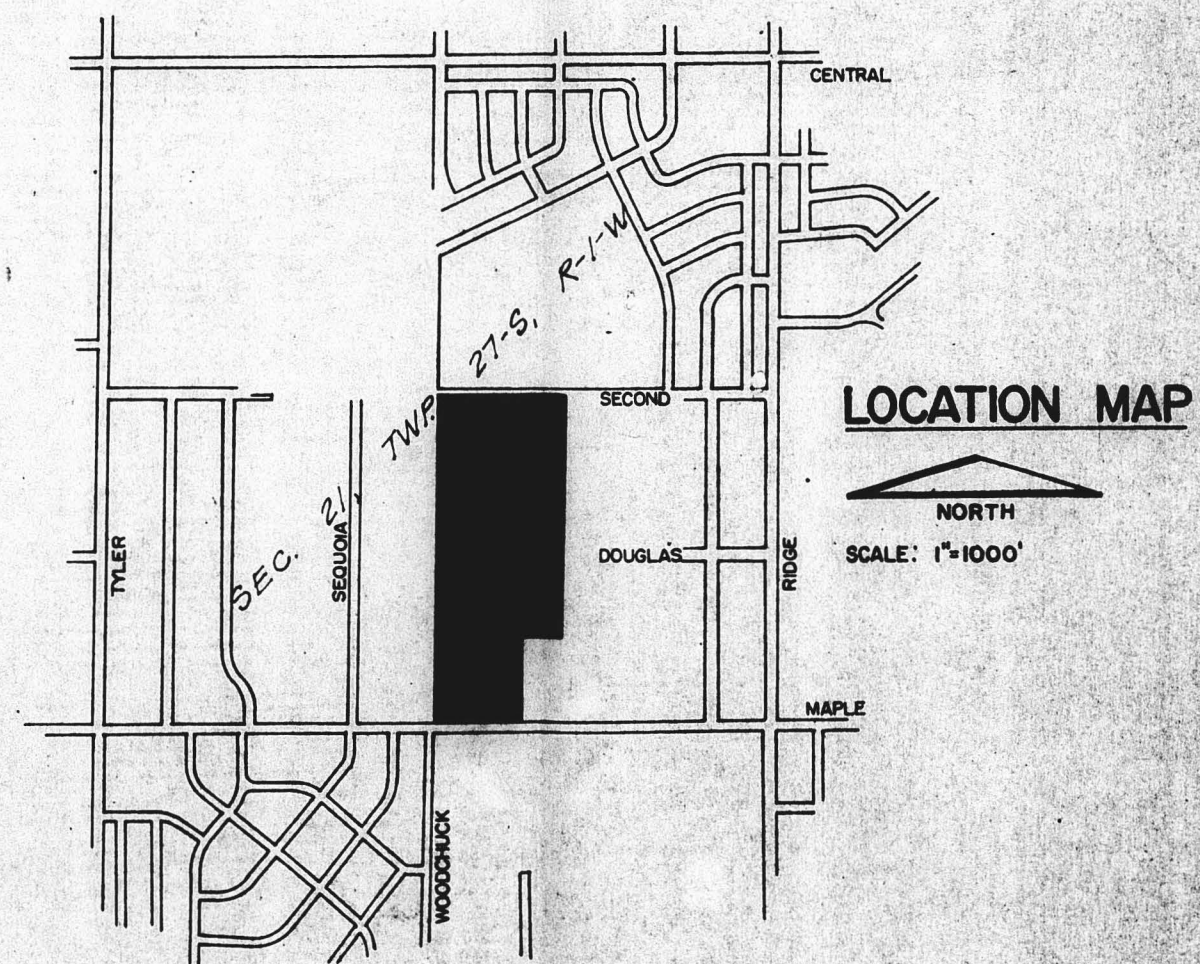 CENTRAL
TWP. 27-S, R-1-W
SECOND
LOCATION MAP
NORTH
SCALE: 1"=1000'
TYLER
SEC. 21,
SEQUOIA
DOUGLAS
RIDGE
MAPLE
WOODCHUCK